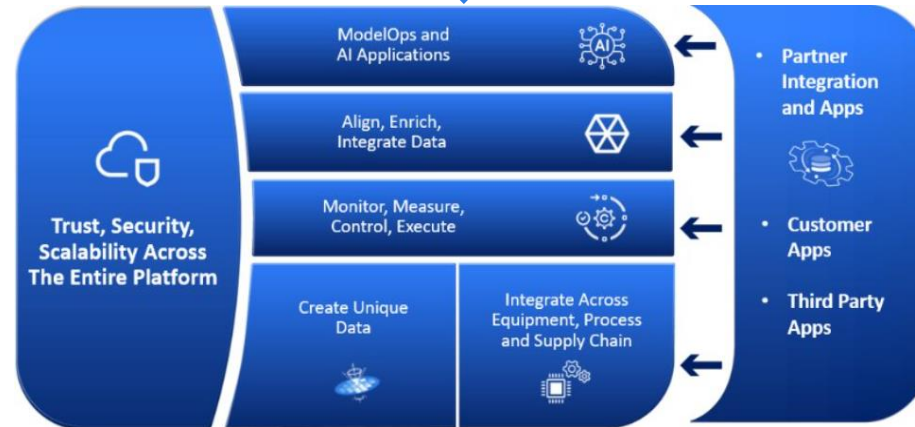 Trust, Security,
Scalability Across
The Entire Platform
ModelOps and
AI Applications
AI
Align, Enrich,
Integrate Data
Monitor, Measure,
Control, Execute
Create Unique
Data
Integrate Across
Equipment, Process
and Supply Chain
• Partner
Integration
and Apps
• Customer
Apps
• Third Party
Apps